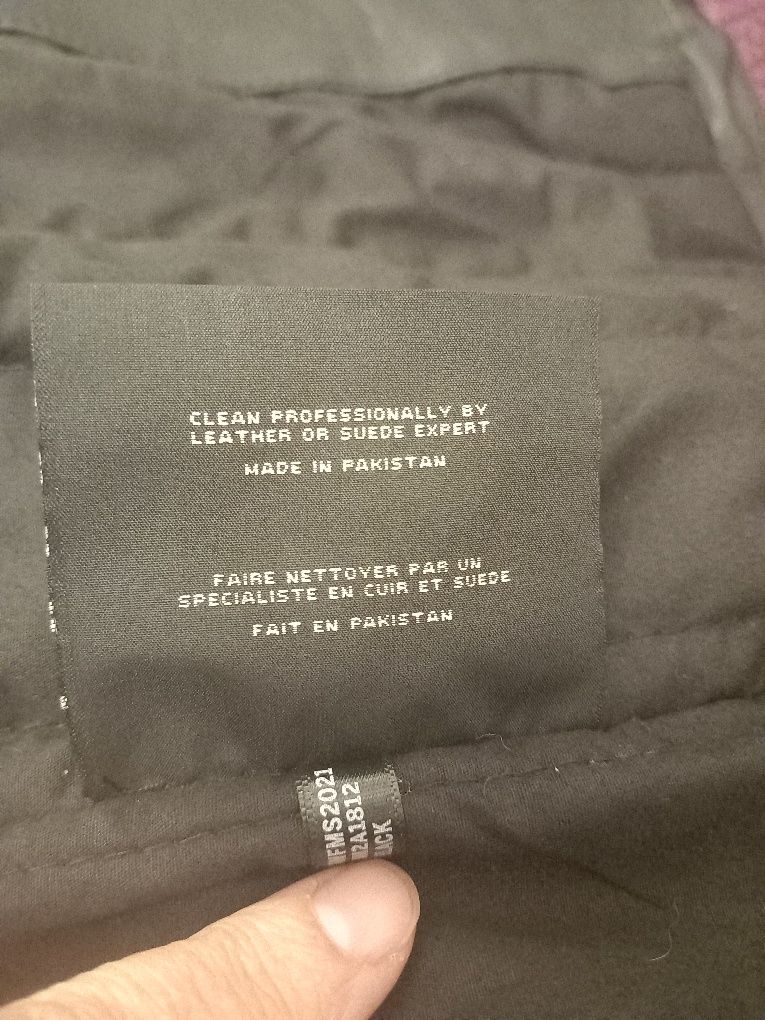 CLEAN PROFESSIONALLY BY
LEATHER OR SUEDE EXPERT
MADE IN PAKISTAN
FAIRE NETTOYER PAR UN
SPECIALISTE EN CUIR ET SUEDE
FAIT EN PAKISTAN